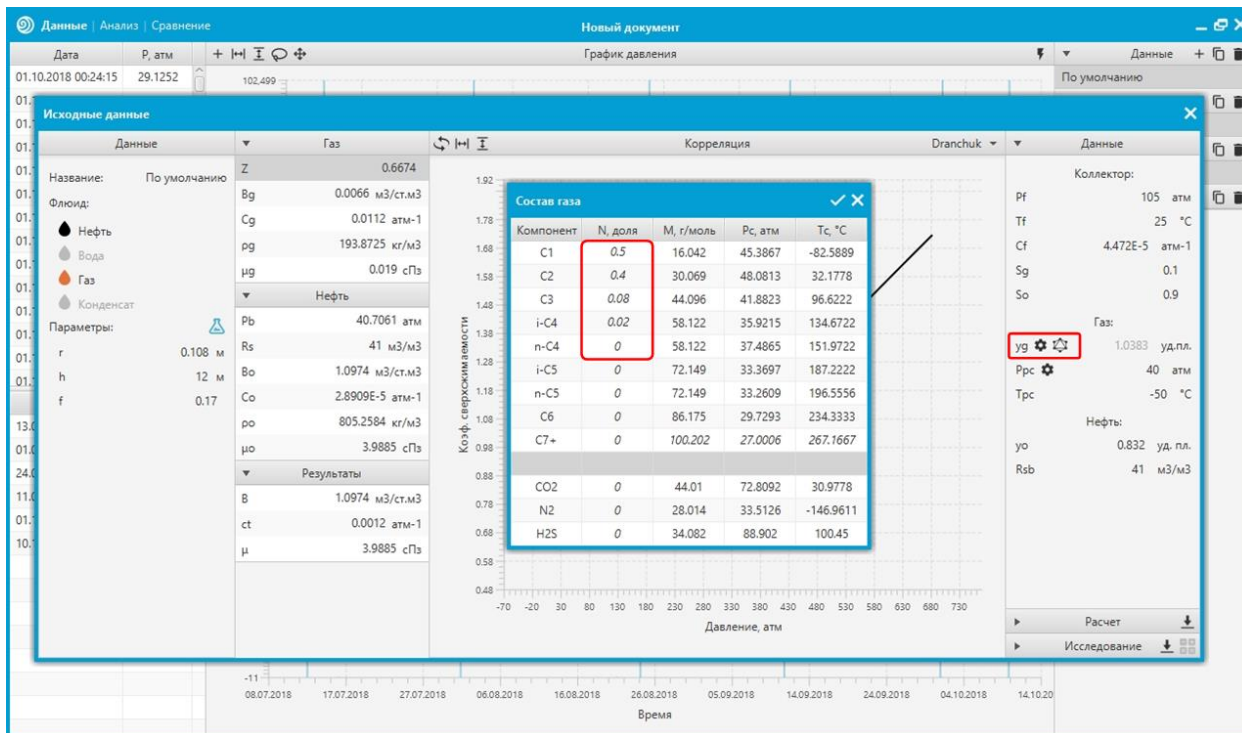 Данные | Анализ | Сравнение
Новый документ
Дата P, атм
График давления
Данные
01.10.2018 00:24:15 29.1252
102,499
По умолчанию
Исходные данные
Данные
Газ
Корреляция
Dranchuk
Данные
Название: По умолчанию
Флюид:
Нефть
Вода
Газ
Конденсат
Параметры:
r 0.108 м
h 12 м
f 0.17
Z 0.6674
Bg 0.0066 м3/ст.м3
Cg 0.0112 атм-1
ρg 193.8725 кг/м3
μg 0.019 сПз
Нефть
Pb 40.7061 атм
Rs 41 м3/м3
Bo 1.0974 м3/ст.м3
Co 2.8909E-5 атм-1
ρo 805.2584 кг/м3
μo 3.9885 сПз
Результаты
B 1.0974 м3/ст.м3
ct 0.0012 атм-1
μ 3.9885 сПз
Коэф. сверхсжимаемости
1.92
1.78
1.68
1.58
1.48
1.38
1.28
1.18
1.08
0.98
0.88
0.78
0.68
0.58
0.48
-70 -20 30 80 130 180 230 280 330 380 430 480 530 580 630 680 730
Давление, атм
Состав газа
Компонент N, доля M, г/моль Pc, атм Tc, °C
C1 0.5 16.042 45.3867 -82.5889
C2 0.4 30.069 48.0813 32.1778
C3 0.08 44.096 41.8823 96.6222
i-C4 0.02 58.122 35.9215 134.6722
n-C4 0 58.122 37.4865 151.9722
i-C5 0 72.149 33.3697 187.2222
n-C5 0 72.149 33.2609 196.5556
C6 0 86.175 29.7293 234.3333
C7+ 0 100.202 27.0006 267.1667
CO2 0 44.01 72.8092 30.9778
N2 0 28.014 33.5126 -146.9611
H2S 0 34.082 88.902 100.45
Коллектор:
Pf 105 атм
Tf 25 °C
Cf 4.472E-5 атм-1
Sg 0.1
So 0.9
Газ:
γg 1.0383 уд.пл.
Ppc 40 атм
Tpc -50 °C
Нефть:
γo 0.832 уд. пл.
Rsb 41 м3/м3
Расчет
Исследование
-11
08.07.2018 17.07.2018 27.07.2018 06.08.2018 16.08.2018 26.08.2018 05.09.2018 14.09.2018 24.09.2018 04.10.2018 14.10.20
Время